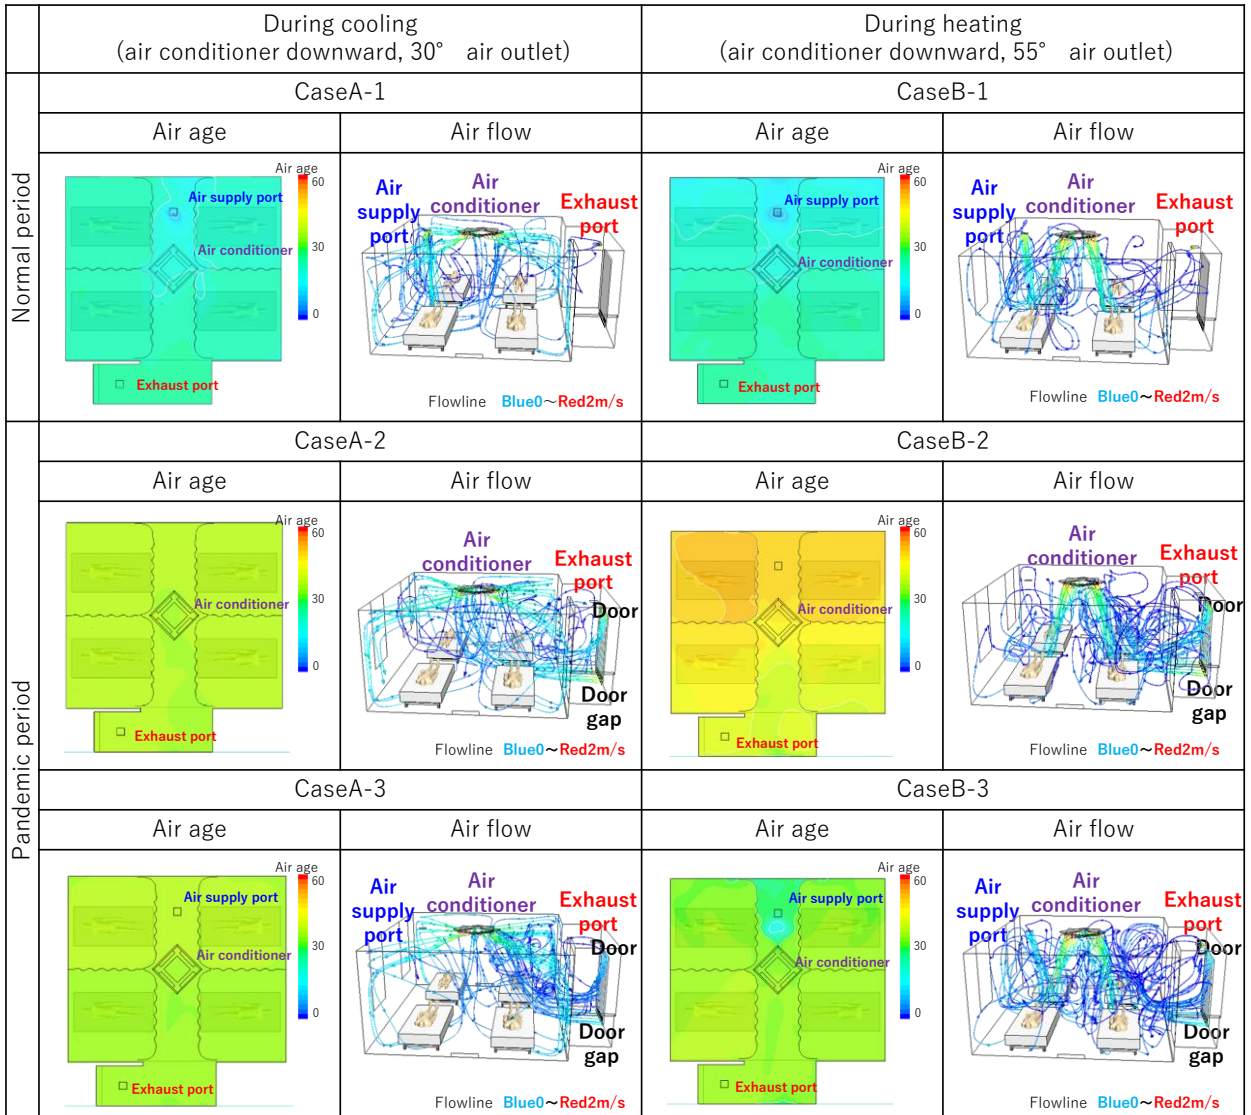 During cooling
(air conditioner downward, 30° air outlet)
During heating
(air conditioner downward, 55° air outlet)
Normal period
CaseA-1
CaseB-1
Air age
Air flow
Air age
Air flow
Air age
60
30
0
Air supply port
Air conditioner
Exhaust port
Air
supply
port
Air
conditioner
Exhaust
port
Flowline Blue0~Red2m/s
Air age
60
30
0
Air supply port
Air conditioner
Exhaust port
Air
supply
port
Air
conditioner
Exhaust
port
Flowline Blue0~Red2m/s
Pandemic period
CaseA-2
CaseB-2
Air age
Air flow
Air age
Air flow
Air age
60
30
0
Air conditioner
Exhaust port
Air
conditioner
Exhaust
port
Door
Door
gap
Flowline Blue0~Red2m/s
Air age
60
30
0
Air conditioner
Exhaust port
Air
conditioner
Exhaust
port
Door
Door
gap
Flowline Blue0~Red2m/s
CaseA-3
CaseB-3
Air age
Air flow
Air age
Air flow
Air age
60
30
0
Air supply port
Air conditioner
Exhaust port
Air
supply
port
Air
conditioner
Exhaust
port
Door
Door
gap
Flowline Blue0~Red2m/s
Air age
60
30
0
Air supply port
Air conditioner
Exhaust port
Air
supply
port
Air
conditioner
Exhaust
port
Door
Door
gap
Flowline Blue0~Red2m/s